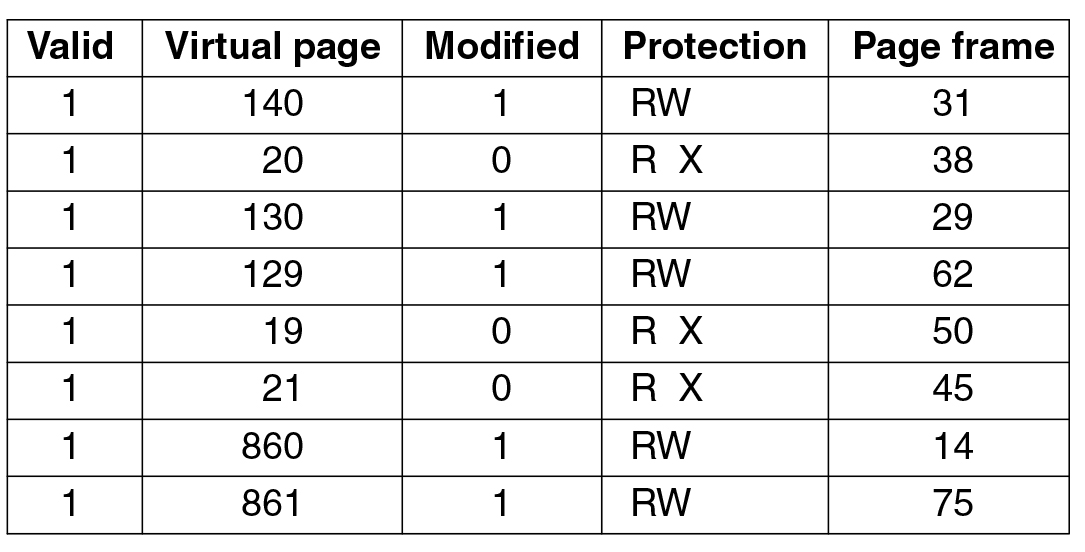 Valid Virtual page Modified Protection Page frame
1 140 1 RW 31
1 20 0 R X 38
1 130 1 RW 29
1 129 1 RW 62
1 19 0 R X 50
1 21 0 R X 45
1 860 1 RW 14
1 861 1 RW 75